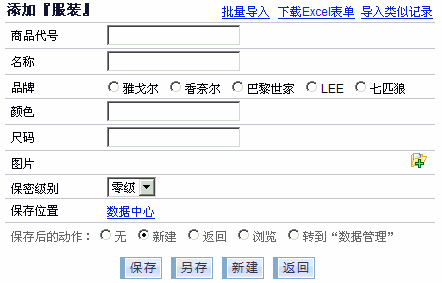 添加『服装』 批量导入 下载Excel表单 导入类似记录
商品代号
名称
品牌 雅戈尔 香奈尔 巴黎世家 LEE 七匹狼
颜色
尺码
图片
保密级别 零级
保存位置 数据中心
保存后的动作： 无 新建 返回 浏览 转到“数据管理”
保存 另存 新建 返回